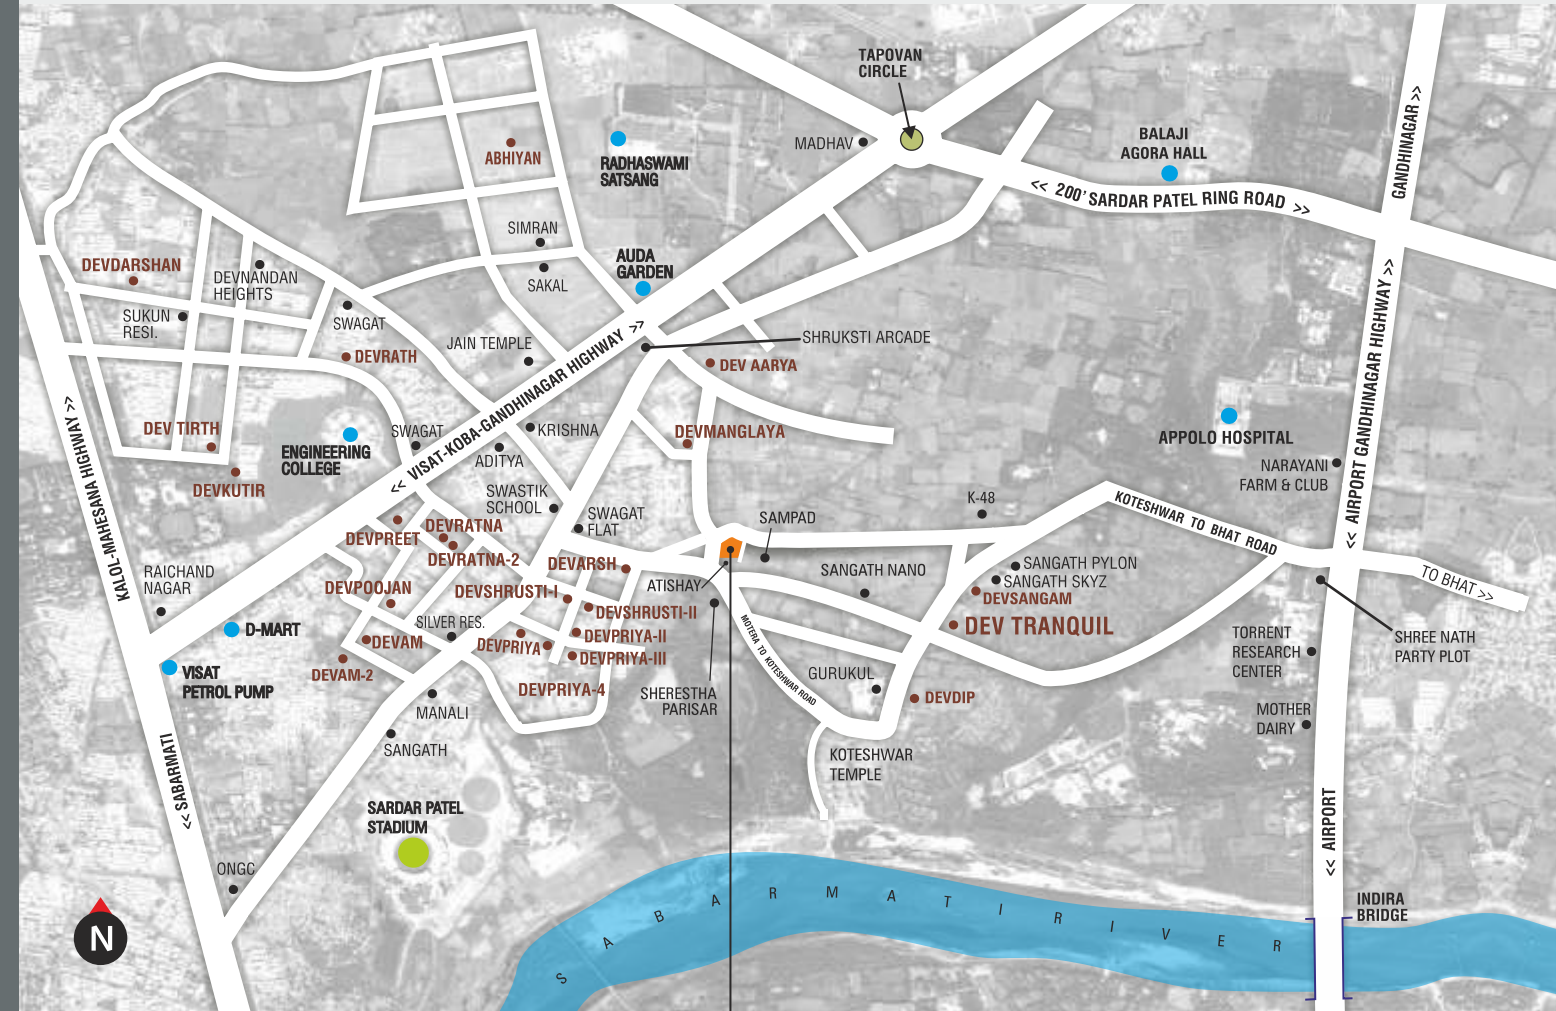 TAPOVAN
CIRCLE
MADHAV
BALAJI
AGORA HALL
GANDHINAGAR >>
<< 200' SARDAR PATEL RING ROAD >>
ABHIYAN
RADHASWAMI
SATSANG
SIMRAN
SAKAL
AUDA
GARDEN
DEVDARSHAN
DEVNANDAN
HEIGHTS
SUKUN
RESI.
SWAGAT
DEVRATH
JAIN TEMPLE
SHRUKSTI ARCADE
DEV AARYA
<< VISAT-KOBA-GANDHINAGAR HIGHWAY >>
<< AIRPORT GANDHINAGAR HIGHWAY >>
KALOL-MAHESANA HIGHWAY >>
DEV TIRTH
DEVKUTIR
ENGINEERING
COLLEGE
SWAGAT
KRISHNA
ADITYA
DEVMANGLAYA
APPOLO HOSPITAL
NARAYANI
FARM & CLUB
SWASTIK
SCHOOL
SWAGAT
FLAT
SAMPAD
K-48
KOTESHWAR TO BHAT ROAD
TO BHAT >>
DEVRATNA
DEVPREET
DEVRATNA-2
DEVARSH
ATISHAY
SANGATH NANO
SANGATH PYLON
SANGATH SKYZ
DEVSANGAM
DEV TRANQUIL
RAICHAND
NAGAR
DEVPOOJAN
DEVSHRUSTI-I
DEVSHRUSTI-II
SILVER RES.
DEVPRIYA
DEVPRIYA-II
DEVPRIYA-III
DEVPRIYA-4
D-MART
DEVAM
DEVAM-2
VISAT
PETROL PUMP
MOTERA TO KOTESHWAR ROAD
SHERESTHA
PARISAR
GURUKUL
DEVDIP
TORRENT
RESEARCH
CENTER
SHREE NATH
PARTY PLOT
MOTHER
DAIRY
MANALI
SANGATH
KOTESHWAR
TEMPLE
<< SABARMATI
SARDAR PATEL
STADIUM
<< AIRPORT
ONGC
INDIRA
BRIDGE
SABARMATI RIVER
N